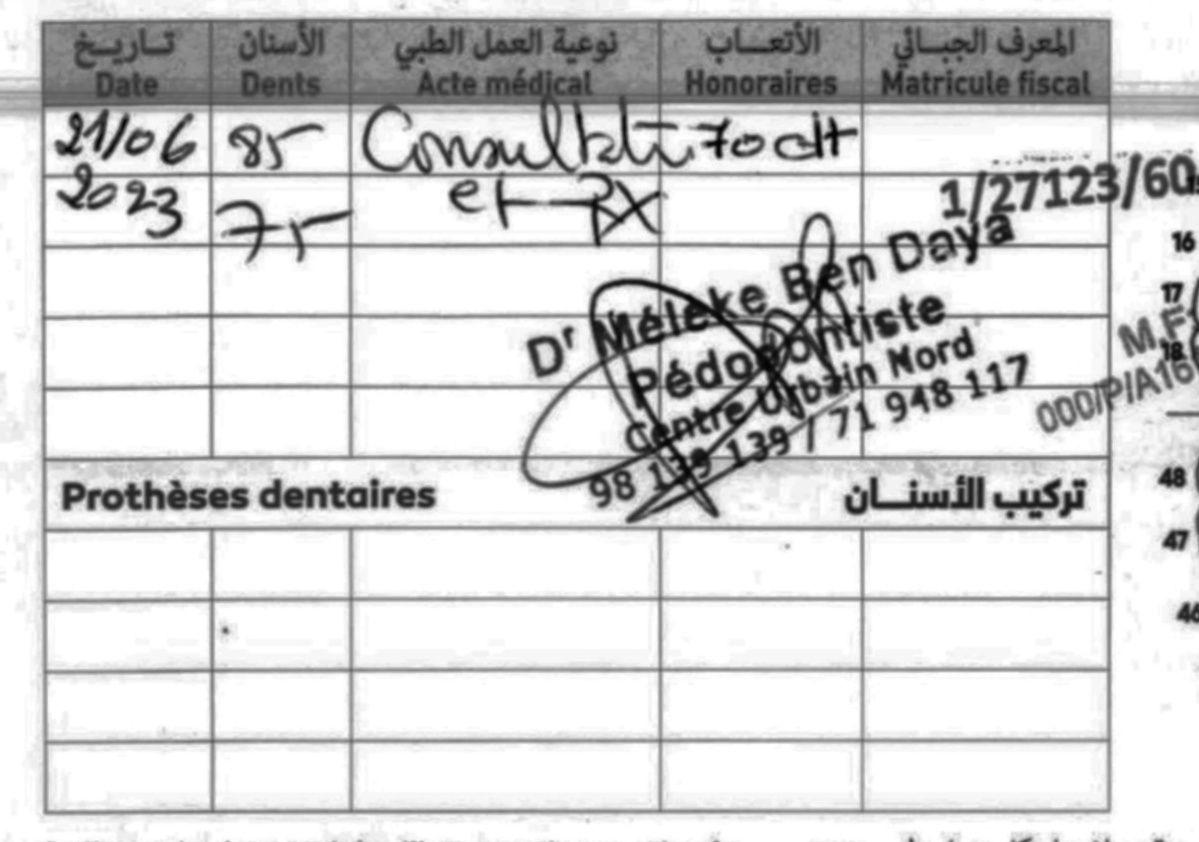 تاريخ الأسنان نوعية العمل الطبي الأتعاب المعرف الجبائي
Date Dents Acte médical Honoraires Matricule fiscal
21/06 85 70 dt
2023 75 et RX
1/27123/60
16
Dr Méleke Ben Daya
17
Pédodontiste
M.F
18
Centre Urbain Nord
000/P/A16
98 139 139 / 71 948 117
48
Prothèses dentaires تركيب الأسنان
47
46